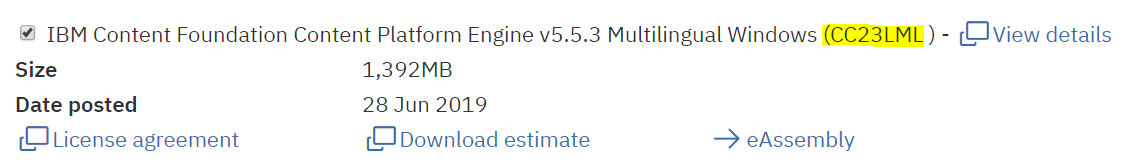 IBM Content Foundation Content Platform Engine v5.5.3 Multilingual Windows (CC23LML ) - View details
Size 1,392MB
Date posted 28 Jun 2019
License agreement Download estimate eAssembly